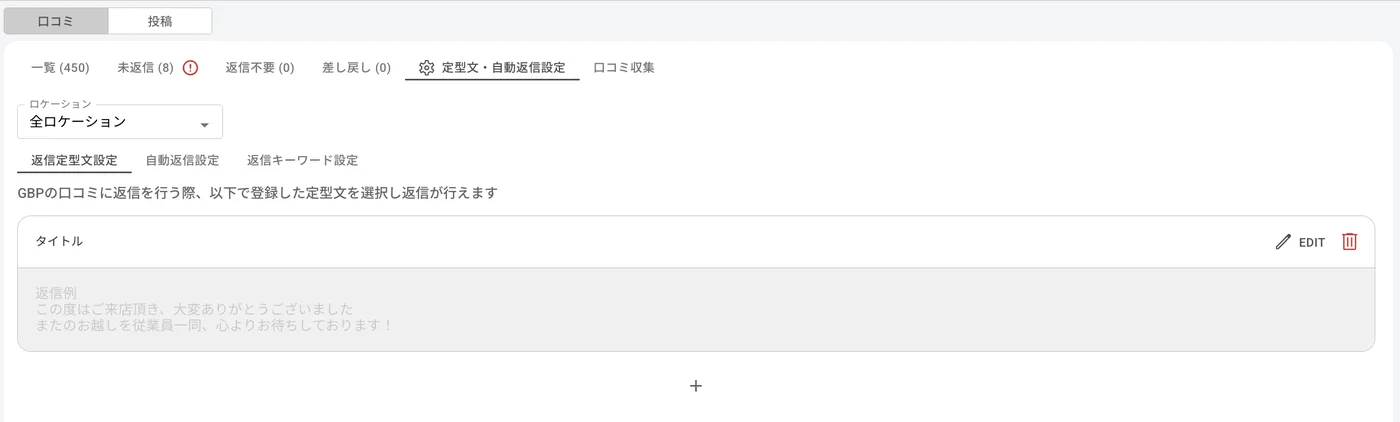 口コミ 投稿
一覧 (450) 未返信 (8) 返信不要 (0) 差し戻し (0) 定型文・自動返信設定 口コミ収集
ロケーション
全ロケーション
返信定型文設定 自動返信設定 返信キーワード設定
GBPの口コミに返信を行う際、以下で登録した定型文を選択し返信が行えます
タイトル EDIT
返信例
この度はご来店頂き、大変ありがとうございました
またのお越しを従業員一同、心よりお待ちしております！